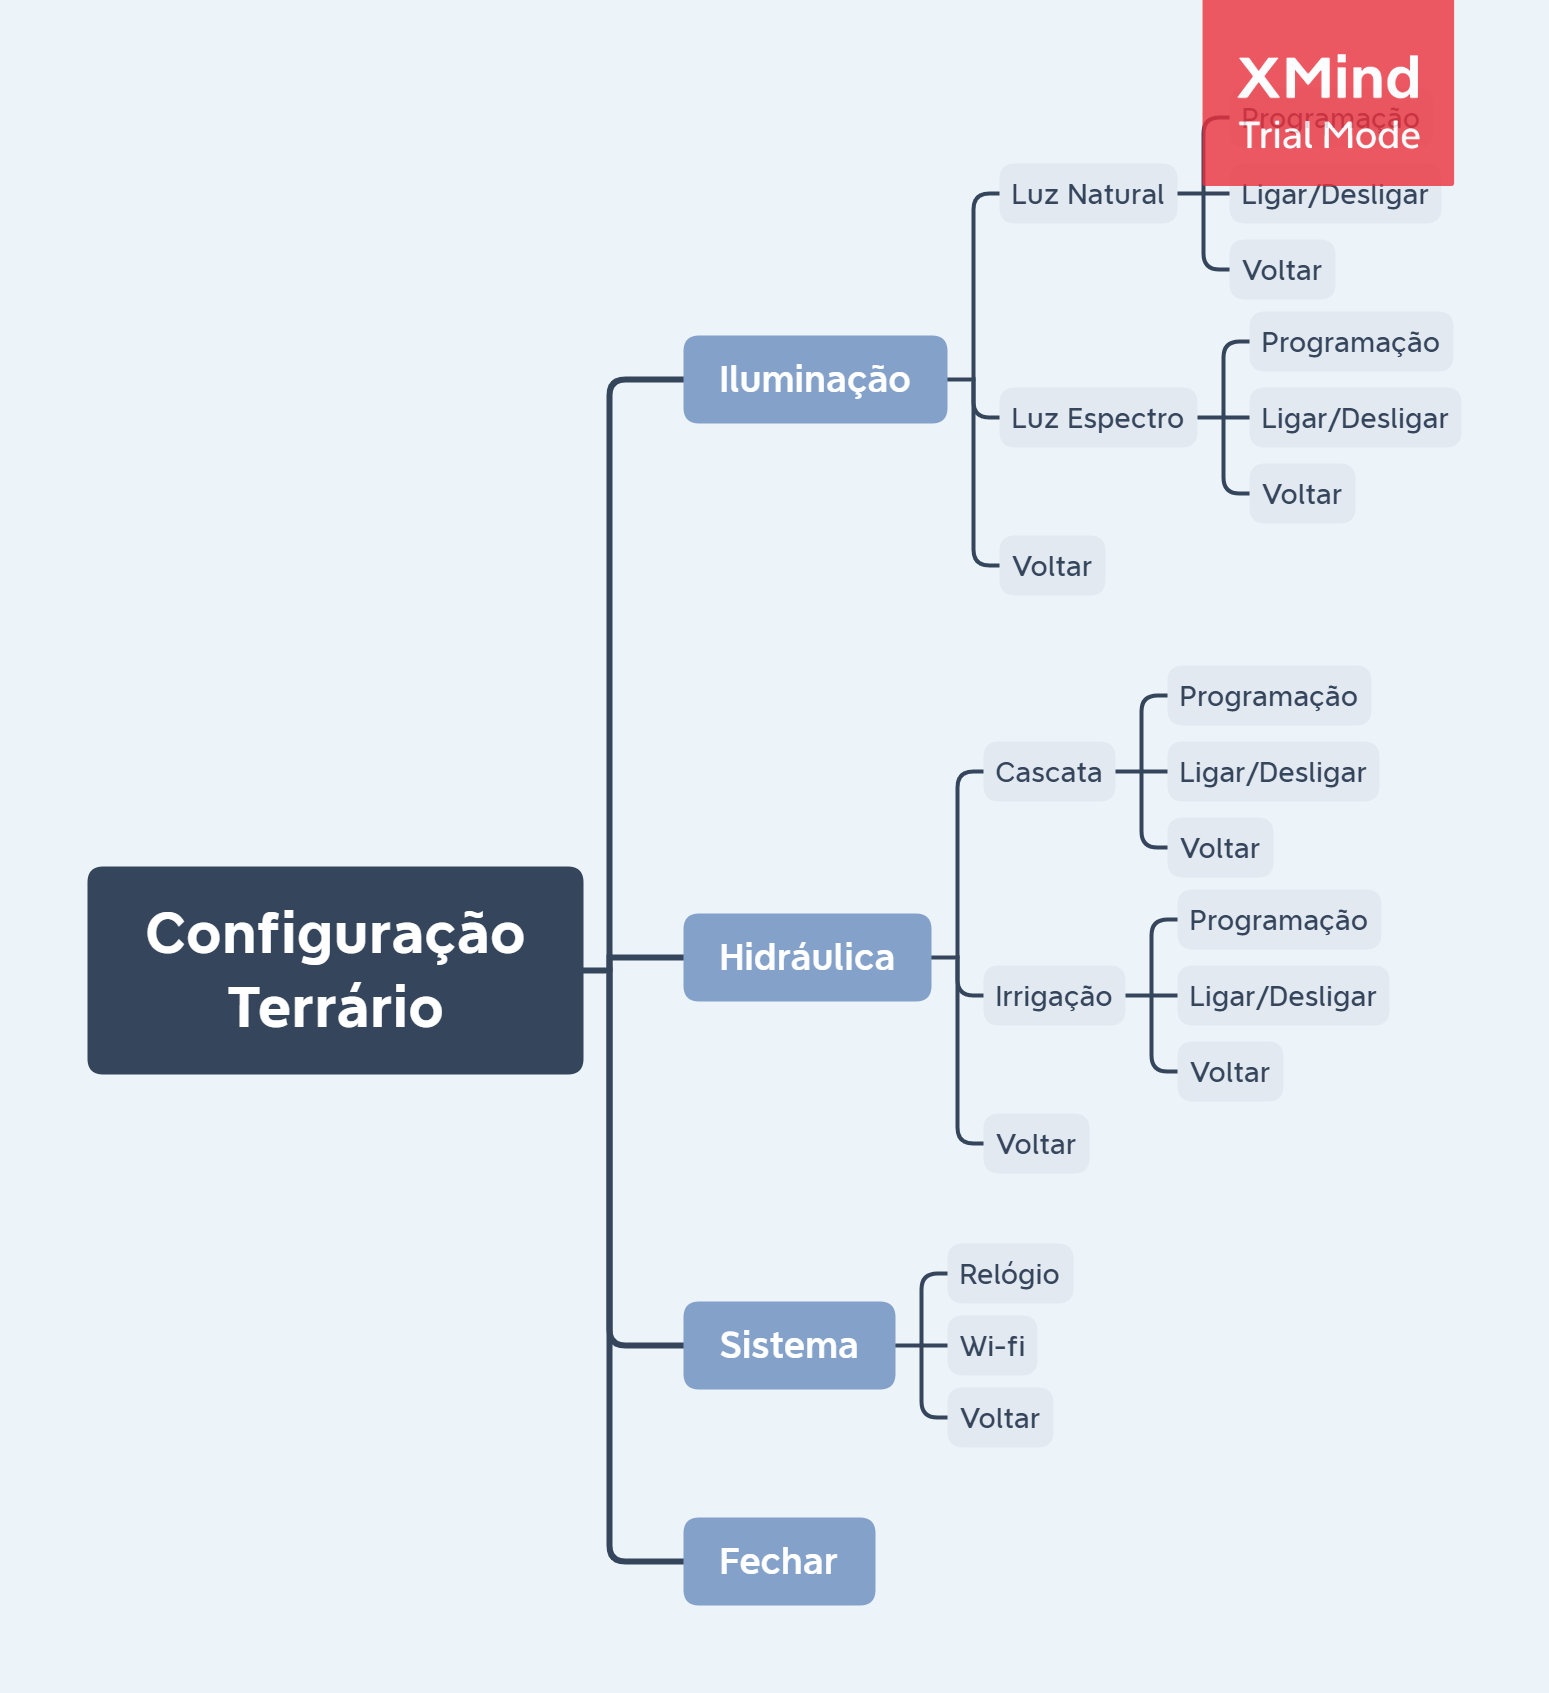 XMind
Trial Mode
Programação
Luz Natural
Ligar/Desligar
Voltar
Iluminação
Programação
Luz Espectro
Ligar/Desligar
Voltar
Voltar
Programação
Cascata
Ligar/Desligar
Voltar
Configuração
Terrário
Hidráulica
Programação
Irrigação
Ligar/Desligar
Voltar
Voltar
Relógio
Sistema
Wi-fi
Voltar
Fechar